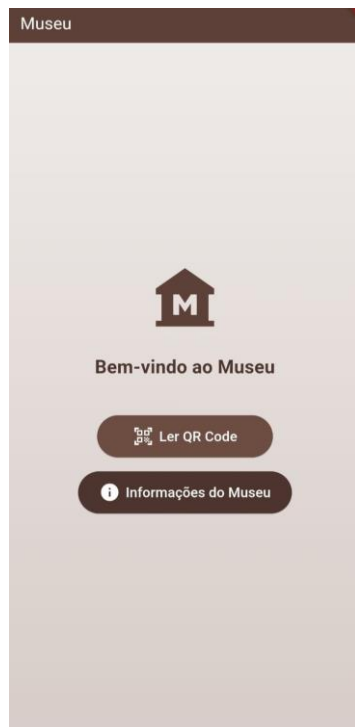 Museu
M
Bem-vindo ao Museu
Ler QR Code
Informações do Museu